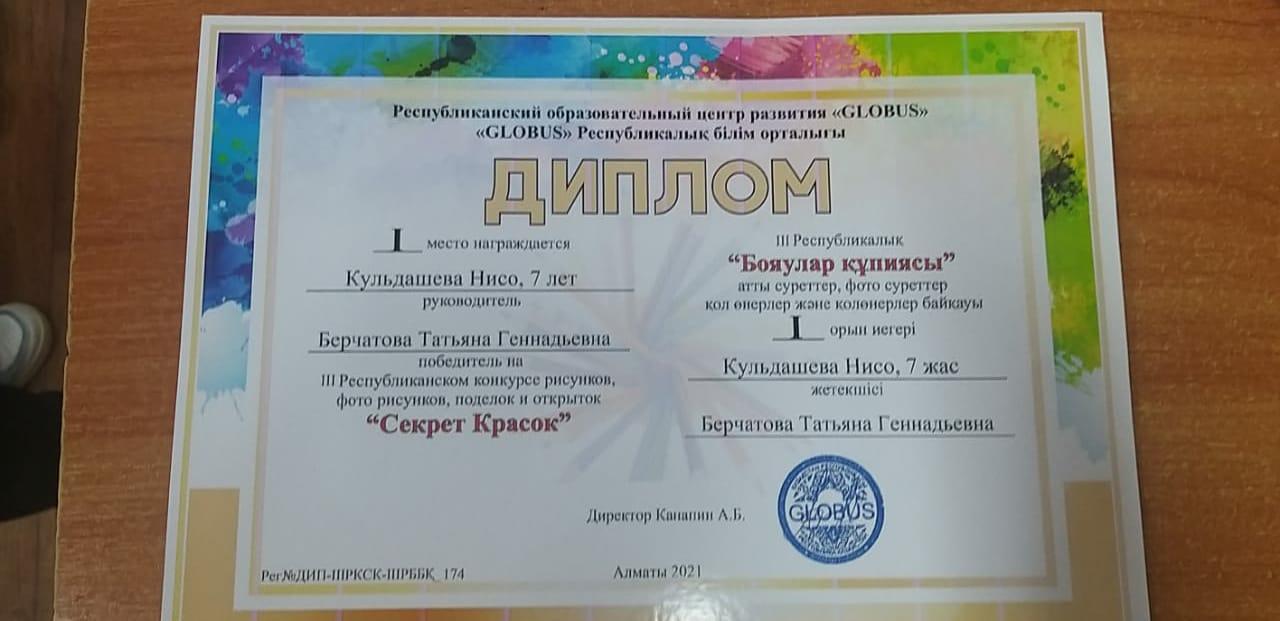 Республиканский образовательный центр развития «GLOBUS»
«GLOBUS» Республикалық білім орталығы
ДИПЛОМ
I место награждается
Кульдашева Нисо, 7 лет
руководитель
Берчатова Татьяна Геннадьевна
победитель на
III Республиканском конкурсе рисунков,
фото рисунков, поделок и открыток
“Секрет Красок”
III Республикалық
“Бояулар құпиясы”
атты суреттер, фото суреттер
қол өнерлер және қолөнерлер байқауы
I орын иегері
Кульдашева Нисо, 7 жас
жетекшісі
Берчатова Татьяна Геннадьевна
Директор Канапин А.Б.
GLOBUS
Рег№ДИП-IIIРКСК-IIIРББҚ_174
Алматы 2021